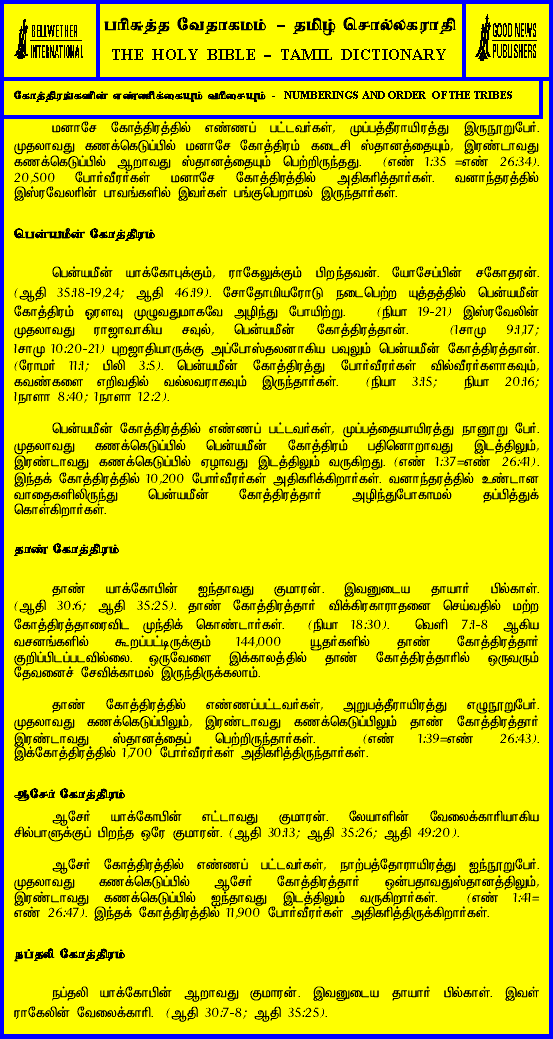 BELLWETHER
INTERNATIONAL
பரிசுத்த வேதாகமம் – தமிழ் சொல்லகராதி
THE HOLY BIBLE – TAMIL DICTIONARY
GOOD NEWS
PUBLISHERS
கோத்திரங்களின் எண்ணிக்கையும் வரிசையும் - NUMBERINGS AND ORDER OF THE TRIBES
மனாசே கோத்திரத்தில் எண்ணப் பட்டவர்கள், முப்பத்தீராயிரத்து இருநூறுபேர்.
முதலாவது கணக்கெடுப்பில் மனாசே கோத்திரம் கடைசி ஸ்தானத்தையும், இரண்டாவது
கணக்கெடுப்பில் ஆறாவது ஸ்தானத்தையும் பெற்றிருந்தது. (எண் 1:35 =எண் 26:34).
20,500 போர்வீரர்கள் மனாசே கோத்திரத்தில் அதிகரித்தார்கள். வனாந்தரத்தில்
இஸ்ரவேலரின் பாவங்களில் இவர்கள் பங்குபெறாமல் இருந்தார்கள்.
பென்யமீன் கோத்திரம்
பென்யமீன் யாக்கோபுக்கும், ராகேலுக்கும் பிறந்தவன். யோசேப்பின் சகோதரன்.
(ஆதி 35:18-19,24; ஆதி 46:19). சோதோமியரோடு நடைபெற்ற யுத்தத்தில் பென்யமீன்
கோத்திரம் ஓரளவு முழுவதுமாகவே அழிந்து போயிற்று. (நியா 19-21) இஸ்ரவேலின்
முதலாவது ராஜாவாகிய சவுல், பென்யமீன் கோத்திரத்தான். (1சாமு 9:1,17;
1சாமு 10:20-21) புறஜாதியாருக்கு அப்போஸ்தலனாகிய பவுலும் பென்யமீன் கோத்திரத்தான்.
(ரோமர் 11:1; பிலி 3:5). பென்யமீன் கோத்திரத்து போர்வீரர்கள் வில்வீரர்களாகவும்,
கவண்களை எறிவதில் வல்லவராகவும் இருந்தார்கள். (நியா 3:15; நியா 20:16;
1நாளா 8:40; 1நாளா 12:2).
பென்யமீன் கோத்திரத்தில் எண்ணப் பட்டவர்கள், முப்பத்தையாயிரத்து நானூறு பேர்.
முதலாவது கணக்கெடுப்பில் பென்யமீன் கோத்திரம் பதினொறாவது இடத்திலும்,
இரண்டாவது கணக்கெடுப்பில் ஏழாவது இடத்திலும் வருகிறது. (எண் 1:37=எண் 26:41).
இந்தக் கோத்திரத்தில் 10,200 போர்வீரர்கள் அதிகரிக்கிறார்கள். வனாந்தரத்தில் உண்டான
வாதைகளிலிருந்து பென்யமீன் கோத்திரத்தார் அழிந்துபோகாமல் தப்பித்துக்
கொள்கிறார்கள்.
தாண் கோத்திரம்
தாண் யாக்கோபின் ஐந்தாவது குமாரன். இவனுடைய தாயார் பில்காள்.
(ஆதி 30:6; ஆதி 35:25). தாண் கோத்திரத்தார் விக்கிரகாராதனை செய்வதில் மற்ற
கோத்திரத்தாரைவிட முந்திக் கொண்டார்கள். (நியா 18:30). வெளி 7:1-8 ஆகிய
வசனங்களில் கூறப்பட்டிருக்கும் 144,000 யூதர்களில் தாண் கோத்திரத்தார்
குறிப்பிடப்படவில்லை. ஒருவேளை இக்காலத்தில் தாண் கோத்திரத்தாரில் ஒருவரும்
தேவனைச் சேவிக்காமல் இருந்திருக்கலாம்.
தாண் கோத்திரத்தில் எண்ணப்பட்டவர்கள், அறுபத்தீராயிரத்து எழுநூறுபேர்.
முதலாவது கணக்கெடுப்பிலும், இரண்டாவது கணக்கெடுப்பிலும் தாண் கோத்திரத்தார்
இரண்டாவது ஸ்தானத்தைப் பெற்றிருந்தார்கள். (எண் 1:39=எண் 26:43).
இக்கோத்திரத்தில் 1,700 போர்வீரர்கள் அதிகரித்திருந்தார்கள்.
ஆசேர் கோத்திரம்
ஆசேர் யாக்கோபின் எட்டாவது குமாரன். லேயாளின் வேலைக்காரியாகிய
சில்பாளுக்குப் பிறந்த ஒரே குமாரன். (ஆதி 30:13; ஆதி 35:26; ஆதி 49:20).
ஆசேர் கோத்திரத்தில் எண்ணப் பட்டவர்கள், நாற்பத்தோராயிரத்து ஐந்நூறுபேர்.
முதலாவது கணக்கெடுப்பில் ஆசேர் கோத்திரத்தார் ஒன்பதாவதுஸ்தானத்திலும்,
இரண்டாவது கணக்கெடுப்பில் ஐந்தாவது இடத்திலும் வருகிறார்கள். (எண் 1:41=
எண் 26:47). இந்தக் கோத்திரத்தில் 11,900 போர்வீரர்கள் அதிகரித்திருக்கிறார்கள்.
நப்தலி கோத்திரம்
நப்தலி யாக்கோபின் ஆறாவது குமாரன். இவனுடைய தாயார் பில்காள். இவள்
ராகேலின் வேலைக்காரி. (ஆதி 30:7-8; ஆதி 35:25).